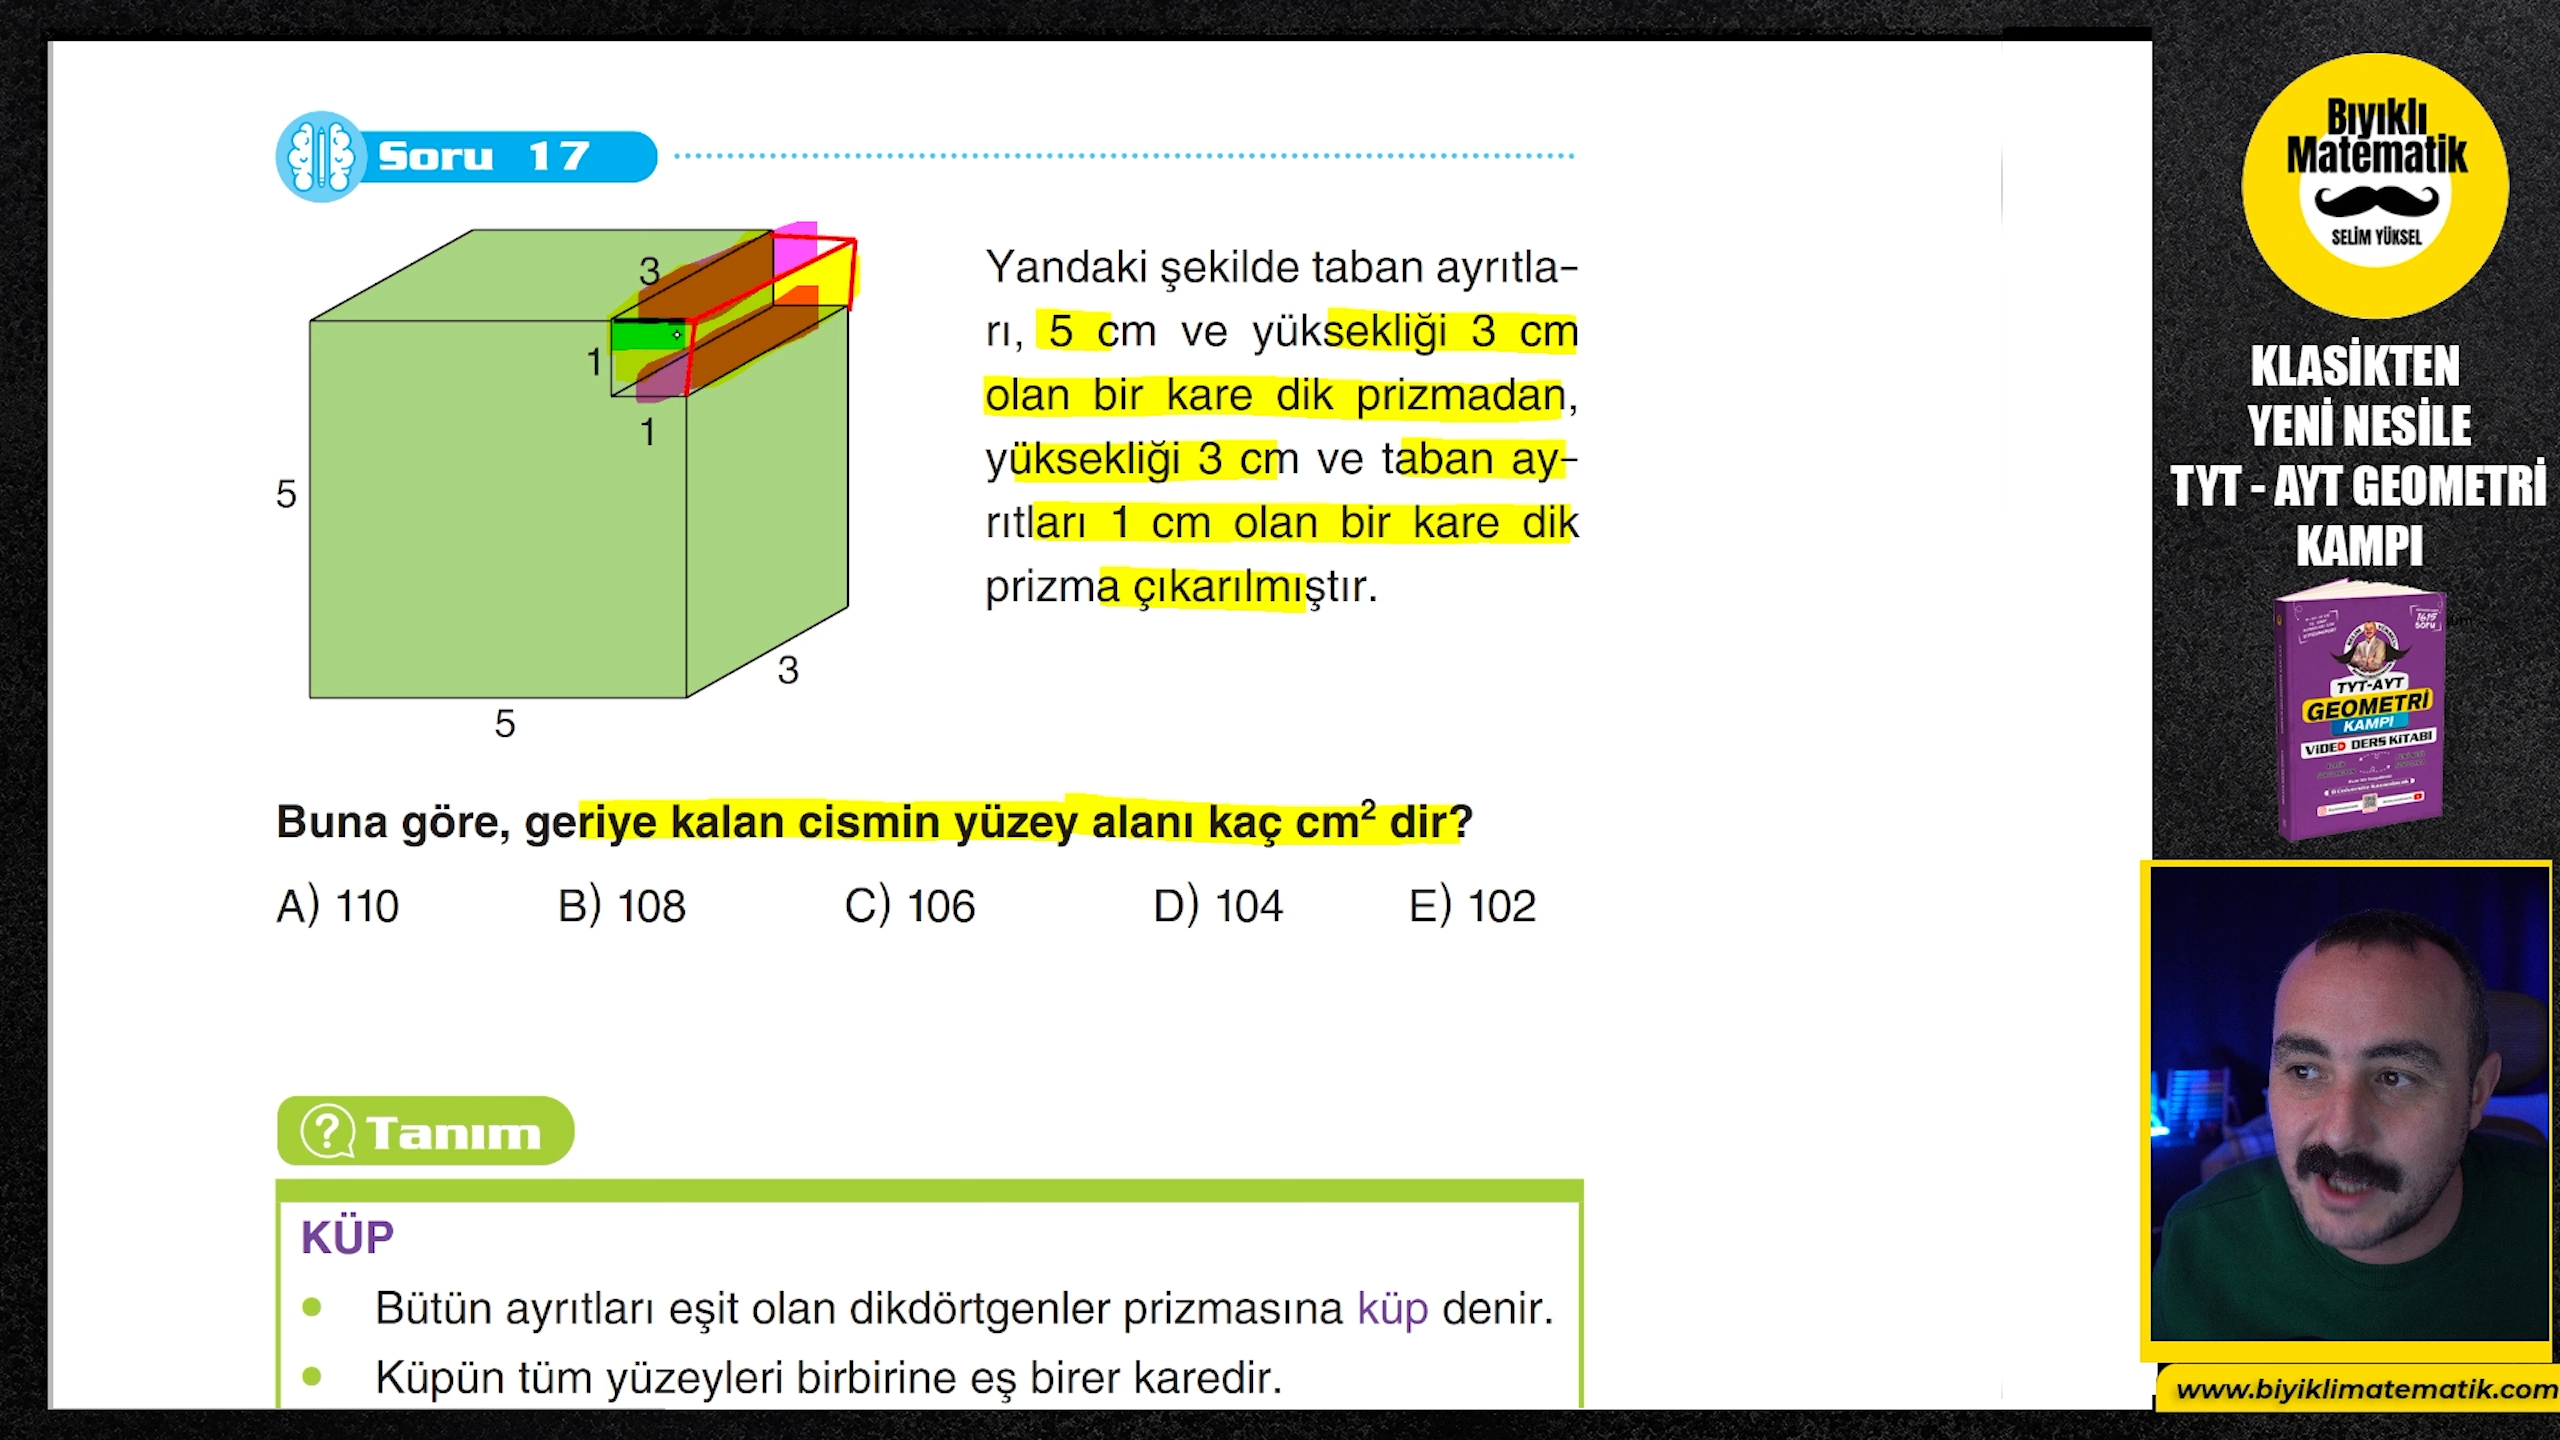 Soru 17
3
1
1
5
3
5
Yandaki şekilde taban ayrıtla-
rı, 5 cm ve yüksekliği 3 cm
olan bir kare dik prizmadan,
yüksekliği 3 cm ve taban ay-
rıtları 1 cm olan bir kare dik
prizma çıkarılmıştır.
Buna göre, geriye kalan cismin yüzey alanı kaç cm² dir?
A) 110 B) 108 C) 106 D) 104 E) 102
? Tanım
KÜP
• Bütün ayrıtları eşit olan dikdörtgenler prizmasına küp denir.
• Küpün tüm yüzeyleri birbirine eş birer karedir.
Bıyıklı
Matematik
SELİM YÜKSEL
KLASİKTEN
YENİ NESİLE
TYT - AYT GEOMETRİ
KAMPI
TYT-AYT
GEOMETRİ
KAMPI
VİDEO DERS KİTABI
www.biyiklimatematik.com